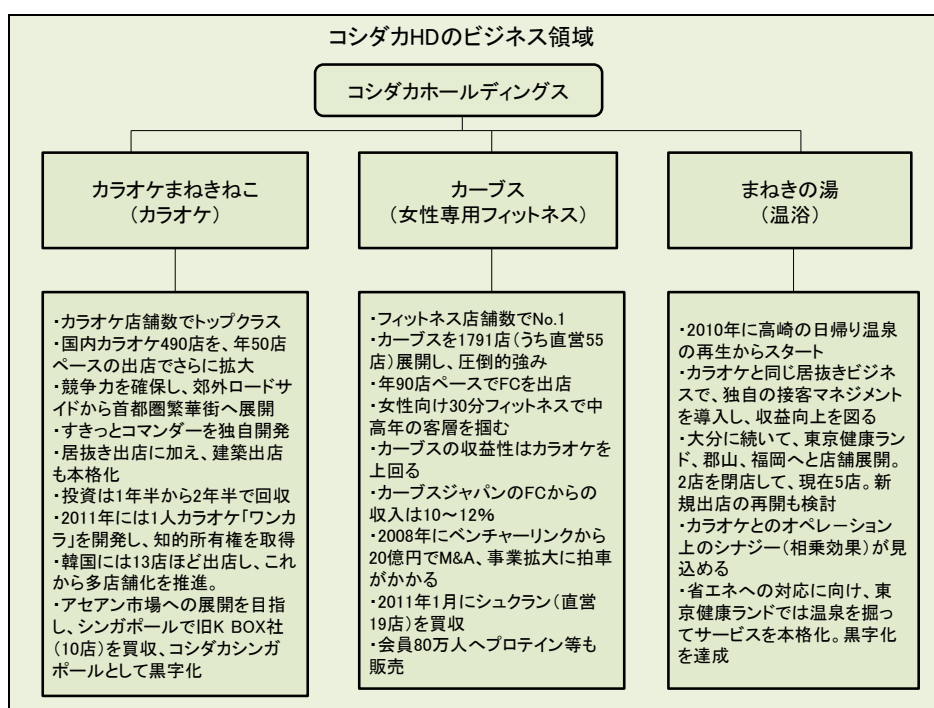 コシダカHDのビジネス領域
コシダカホールディングス
カラオケまねきねこ
（カラオケ）
カーブス
（女性専用フィットネス）
まねきの湯
（温浴）
・カラオケ店舗数でトップクラス
・国内カラオケ490店を、年50店
ペースの出店でさらに拡大
・競争力を確保し、郊外ロードサ
イドから首都圏繁華街へ展開
・すきっとコマンダーを独自開発
・居抜き出店に加え、建築出店
も本格化
・投資は1年半から2年半で回収
・2011年には1人カラオケ「ワンカ
ラ」を開発し、知的所有権を取得
・韓国には13店ほど出店し、これ
から多店舗化を推進。
・アセアン市場への展開を目指
し、シンガポールで旧K BOX社
（10店）を買収、コシダカシンガ
ポールとして黒字化
・フィットネス店舗数でNo.1
・カーブスを1791店（うち直営55
店）展開し、圧倒的強み
・年90店ペースでFCを出店
・女性向け30分フィットネスで中
高年の客層を掴む
・カーブスの収益性はカラオケを
上回る
・カーブスジャパンのFCからの
収入は10～12%
・2008年にベンチャーリンクから
20億円でM&A、事業拡大に拍車
がかかる
・2011年1月にシュクラン（直営
19店）を買収
・会員80万人へプロテイン等も
販売
・2010年に高崎の日帰り温泉
の再生からスタート
・カラオケと同じ居抜きビジネ
スで、独自の接客マネジメント
を導入し、収益向上を図る
・大分に続いて、東京健康ラン
ド、郡山、福岡へと店舗展開。
2店を閉店して、現在5店。新
規出店の再開も検討
・カラオケとのオペレーション
上のシナジー（相乗効果）が見
込める
・省エネへの対応に向け、東
京健康ランドでは温泉を掘っ
てサービスを本格化。黒字化
を達成